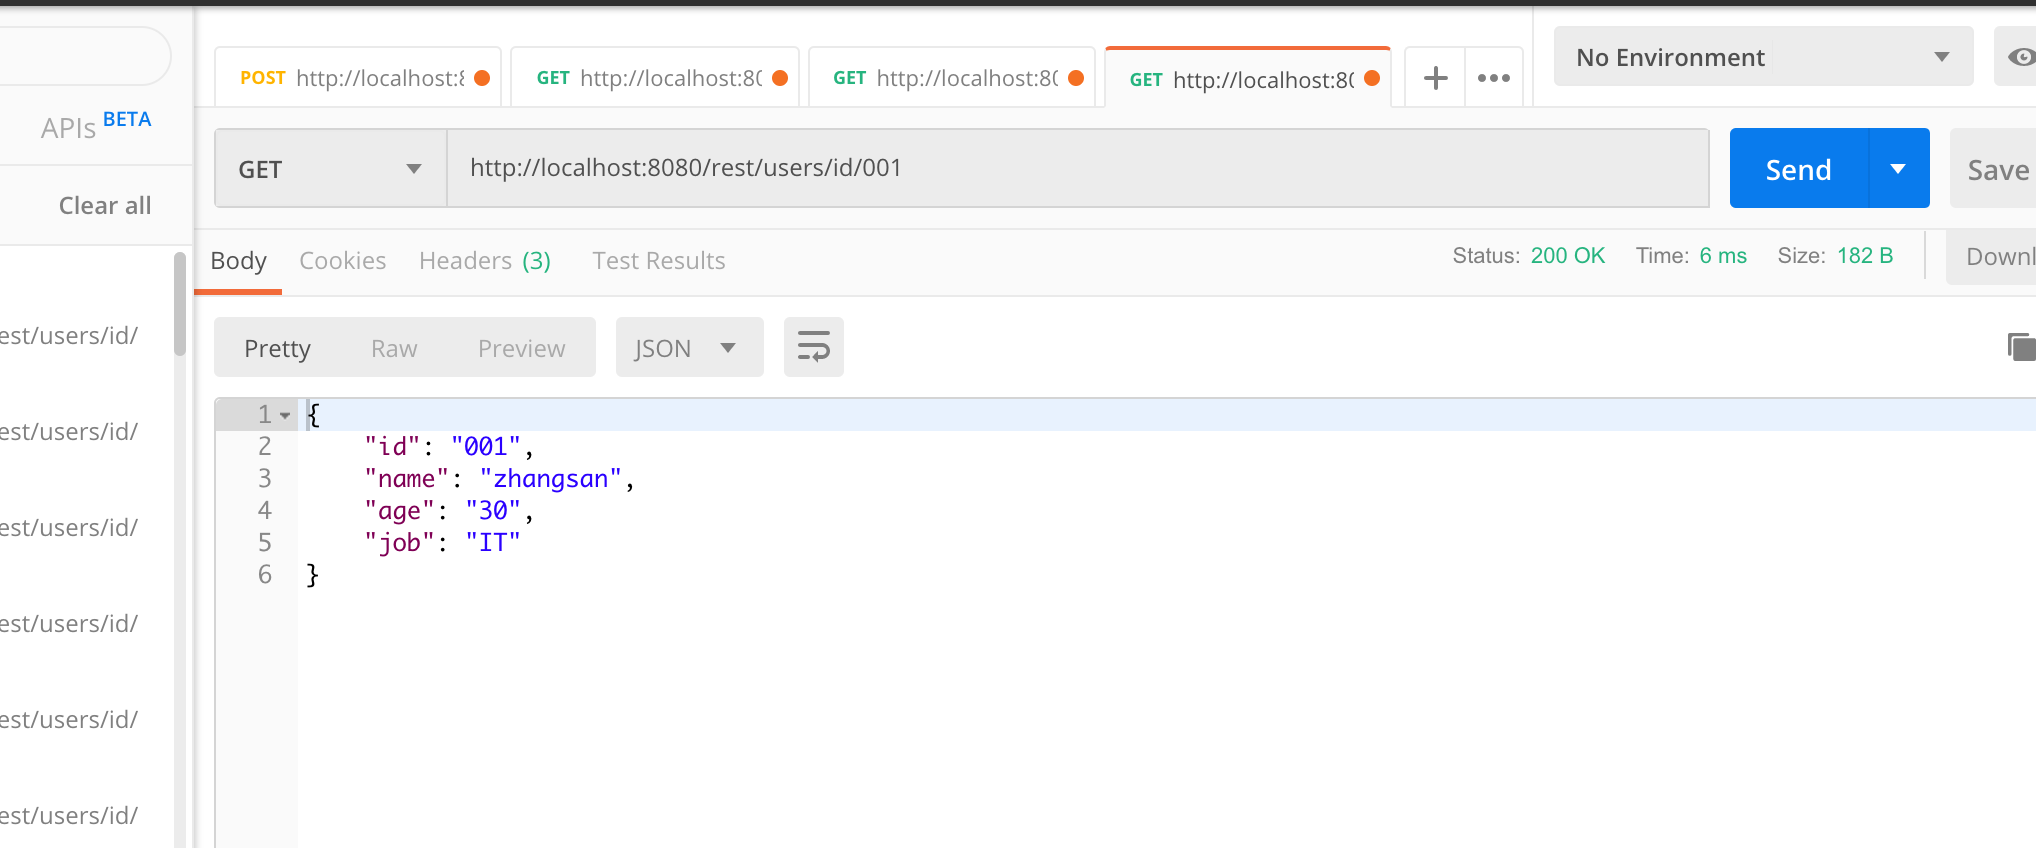 POST http://localhost:8
GET http://localhost:80
GET http://localhost:80
GET http://localhost:80
No Environment
APIs BETA
GET
http://localhost:8080/rest/users/id/001
Send
Save
Clear all
Body
Cookies
Headers (3)
Test Results
Status: 200 OK
Time: 6 ms
Size: 182 B
Downl
est/users/id/
est/users/id/
est/users/id/
est/users/id/
est/users/id/
est/users/id/
Pretty
Raw
Preview
JSON
1 {
2 "id": "001",
3 "name": "zhangsan",
4 "age": "30",
5 "job": "IT"
6 }